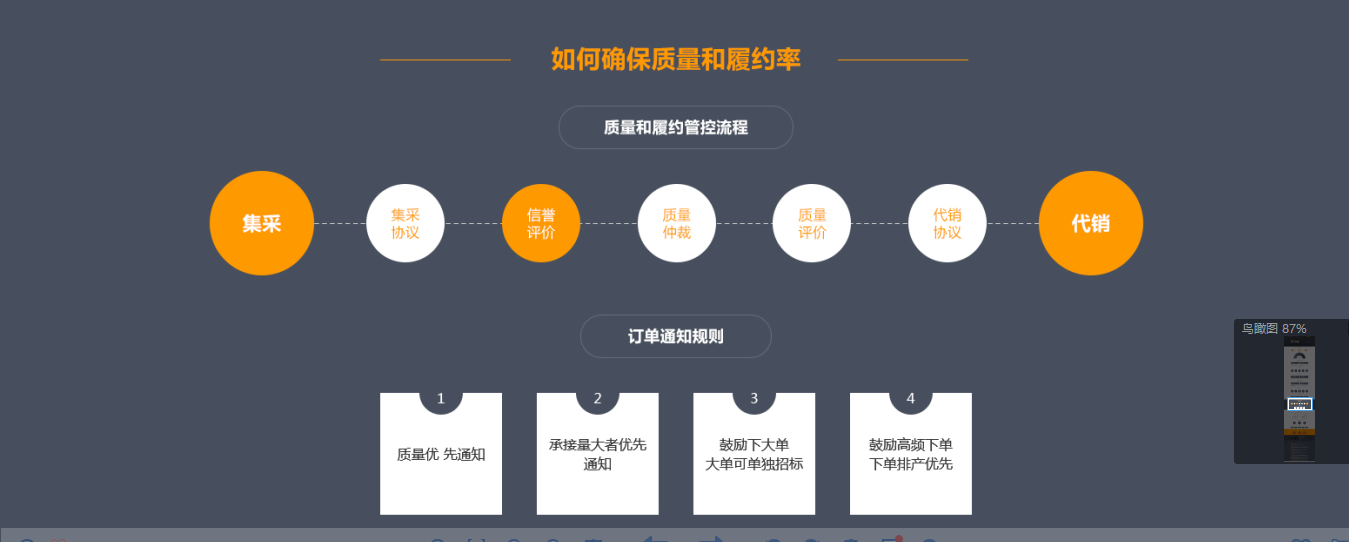 如何确保质量和履约率
质量和履约管控流程
集采
集采
协议
信誉
评价
质量
仲裁
质量
评价
代销
协议
代销
订单通知规则
1
质量优 先通知
2
承接量大者优先
通知
3
鼓励下大单
大单可单独招标
4
鼓励高频下单
下单排产优先
鸟瞰图 87%